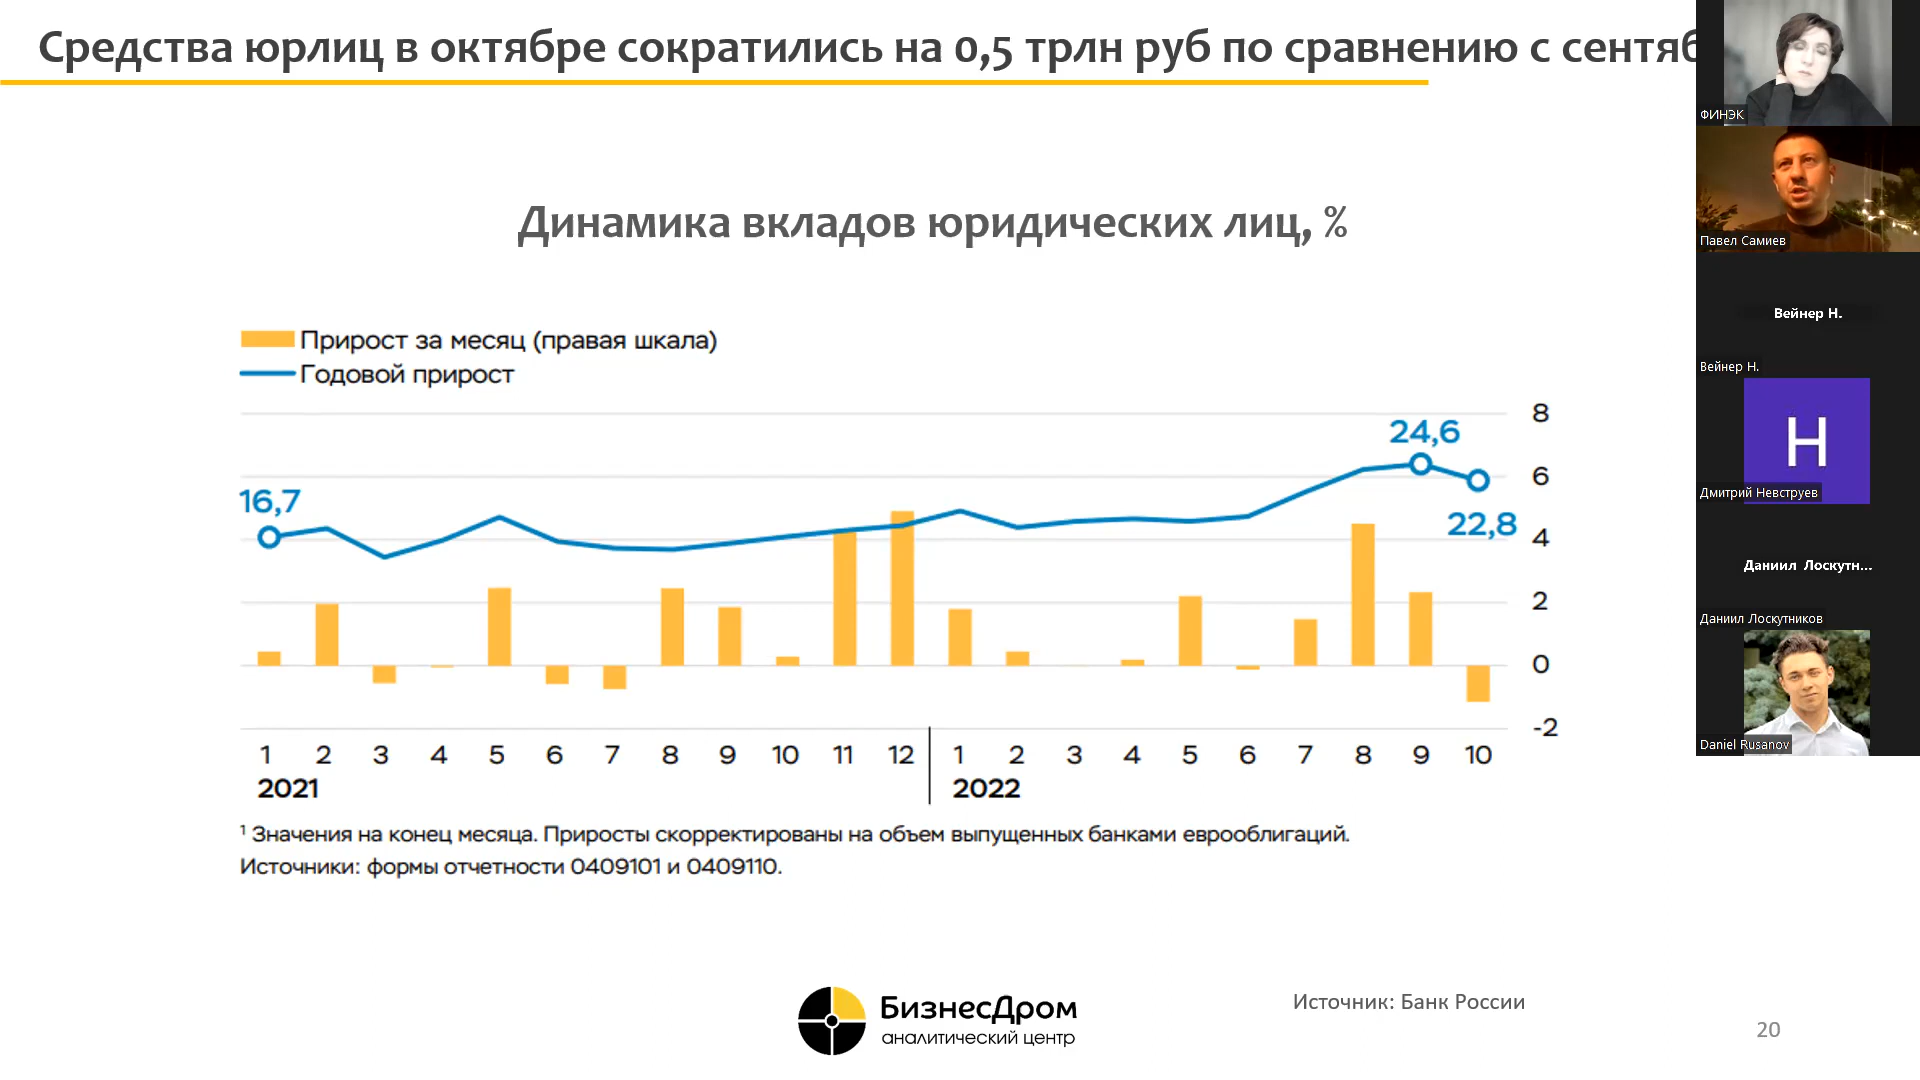 Средства юрлиц в октябре сократились на 0,5 трлн руб по сравнению с сентяб
Динамика вкладов юридических лиц, %
Прирост за месяц (правая шкала)
Годовой прирост
8
24,6
6
16,7
22,8
4
2
0
-2
1 2 3 4 5 6 7 8 9 10 11 12 1 2 3 4 5 6 7 8 9 10
2021 2022
¹ Значения на конец месяца. Приросты скорректированы на объем выпущенных банками еврооблигаций.
Источники: формы отчетности 0409101 и 0409110.
БизнесДром
аналитический центр
Источник: Банк России
20
ФИНЭК
Павел Самиев
Вейнер Н.
Вейнер Н.
Н
Дмитрий Невструев
Даниил Лоскутн...
Даниил Лоскутников
Daniel Rusanov